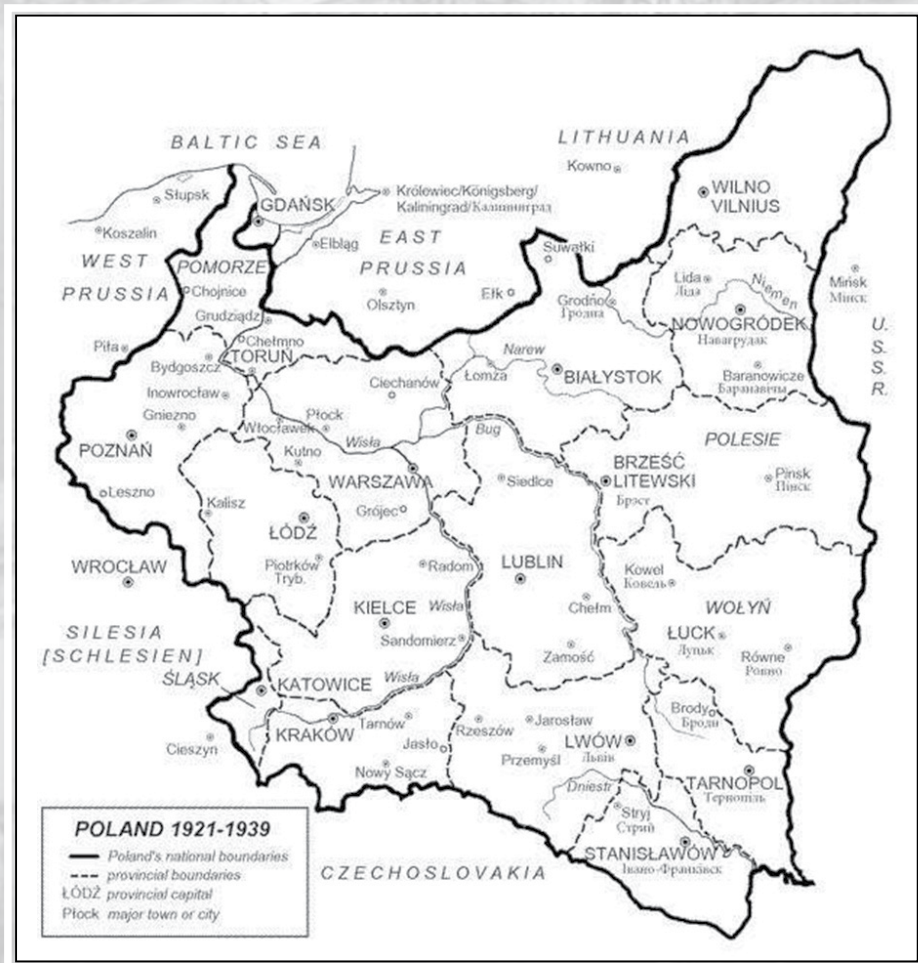 BALTIC SEA
LITHUANIA
Kowno
Słupsk
GDAŃSK
Królewiec/Königsberg/
Kaliningrad/Калининград
WILNO
VILNIUS
Koszalin
Elbląg
EAST
PRUSSIA
Suwałki
WEST
PRUSSIA
POMORZE
Chojnice
Olsztyn
Ełk
Grodno
Гродна
Lida
Ліда
Niemen
Mińsk
Мінск
Grudziądz
NOWOGRÓDEK
Навагрудак
U.
S.
S.
R.
Piła
Chełmno
TORUŃ
Bydgoszcz
Narew
Łomża
BIAŁYSTOK
Baranowicze
Баранавічы
Inowrocław
Ciechanów
Gniezno
Włocławek
Płock
Wisła
Bug
POLESIE
POZNAŃ
Kutno
WARSZAWA
Siedlce
BRZEŚĆ
LITEWSKI
Брэст
Pinsk
Пінск
Leszno
Kalisz
Grójec
ŁÓDŹ
WROCŁAW
Piotrków
Tryb.
Radom
LUBLIN
Kowel
Ковель
KIELCE
Wisła
Chełm
WOŁYŃ
ŁUCK
Луцьк
SILESIA
[SCHLESIEN]
Sandomierz
Zamość
Równe
Ровно
ŚLĄSK
KATOWICE
Wisła
Brody
Броди
KRAKÓW
Tarnów
Rzeszów
Jarosław
LWÓW
Львів
Cieszyn
Jasło
Przemyśl
Nowy Sącz
Dniestr
TARNOPOL
Тернопіль
Stryj
Стрий
STANISŁAWÓW
Івано-Франківск
CZECHOSLOVAKIA
POLAND 1921-1939
Poland's national boundaries
provincial boundaries
ŁÓDŹ provincial capital
Płock major town or city